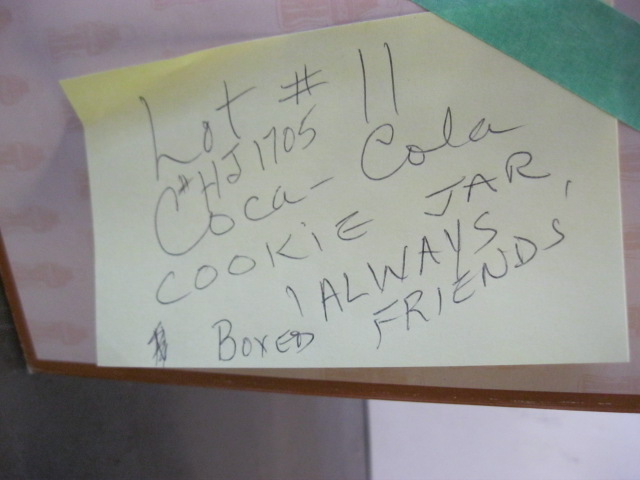 Lot # 11
#HJ1705
Coca-Cola
COOKIE JAR,
'ALWAYS
BOXED FRIENDS'